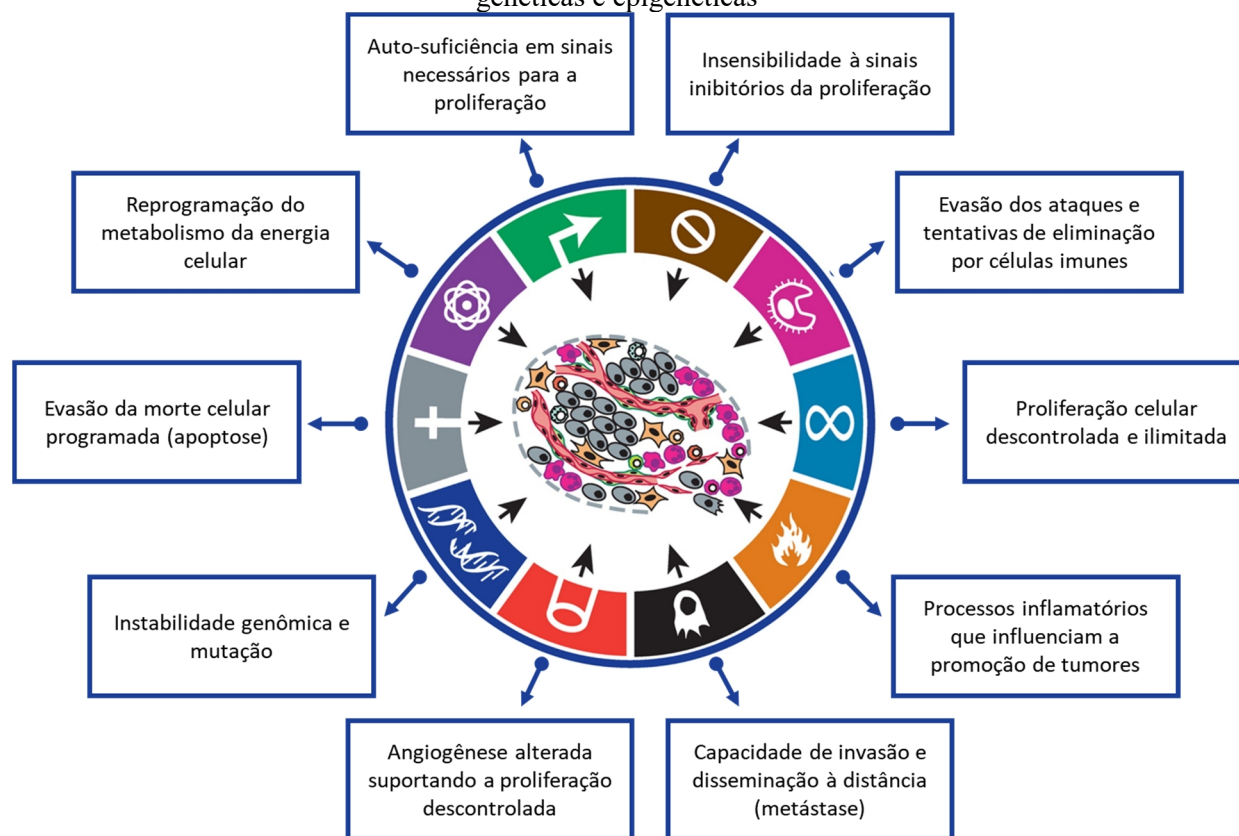 genéticas e epigenéticas
Auto-suficiência em sinais
necessários para a
proliferação
Insensibilidade à sinais
inibitórios da proliferação
Reprogramação do
metabolismo da energia
celular
Evasão dos ataques e
tentativas de eliminação
por células imunes
Evasão da morte celular
programada (apoptose)
Proliferação celular
descontrolada e ilimitada
Instabilidade genômica e
mutação
Processos inflamatórios
que influenciam a
promoção de tumores
Angiogênese alterada
suportando a proliferação
descontrolada
Capacidade de invasão e
disseminação à distância
(metástase)